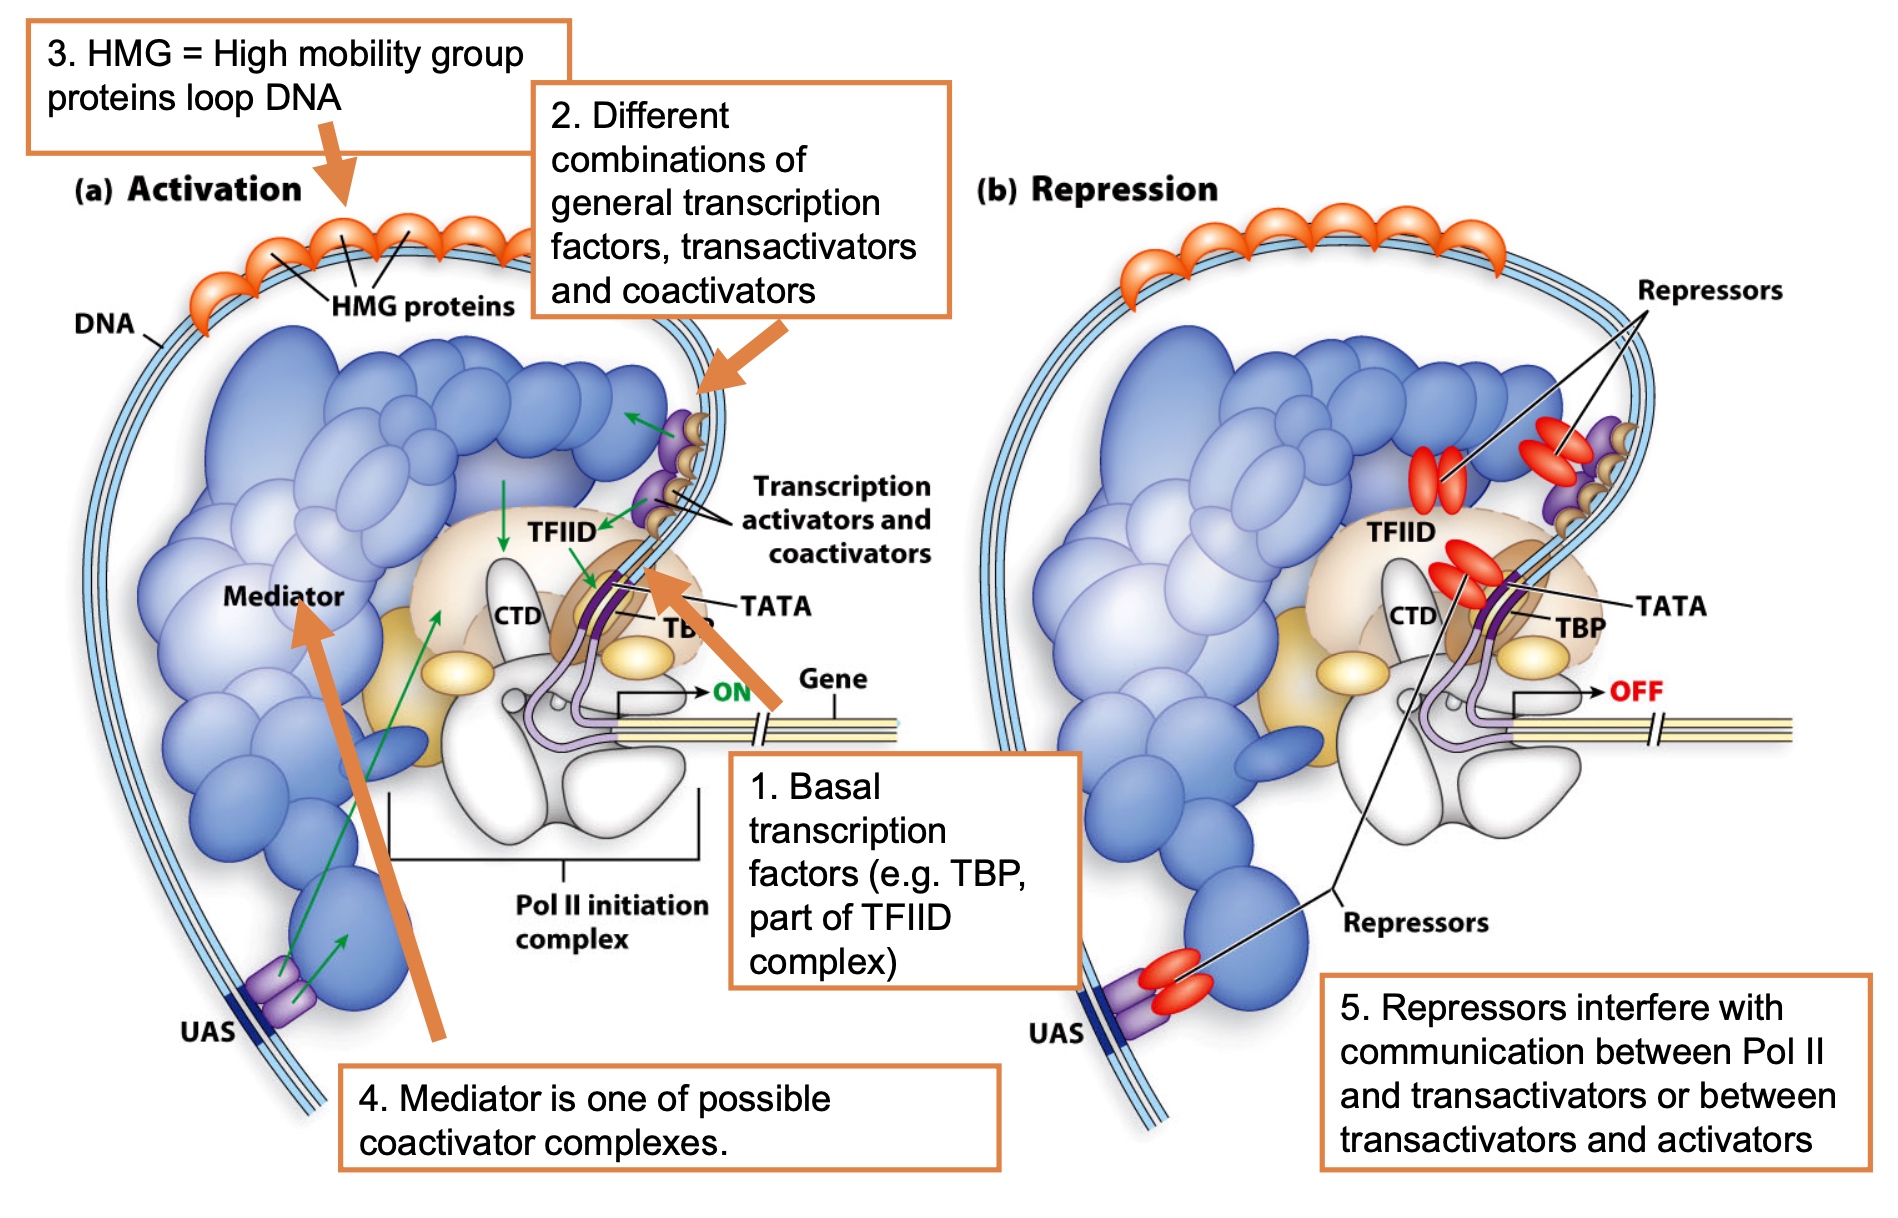 3. HMG = High mobility group
proteins loop DNA
2. Different
combinations of
general transcription
factors, transactivators
and coactivators
(a) Activation
HMG proteins
DNA
Transcription
activators and
coactivators
TFIID
Mediator
CTD
TATA
TBP
ON
Gene
1. Basal
transcription
factors (e.g. TBP,
part of TFIID
complex)
Pol II initiation
complex
UAS
4. Mediator is one of possible
coactivator complexes.
(b) Repression
Repressors
TFIID
CTD
TATA
TBP
OFF
Repressors
UAS
5. Repressors interfere with
communication between Pol II
and transactivators or between
transactivators and activators